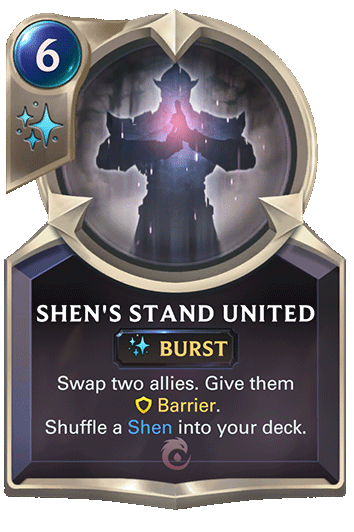 6
SHEN'S STAND UNITED
BURST
Swap two allies. Give them
Barrier.
Shuffle a Shen into your deck.